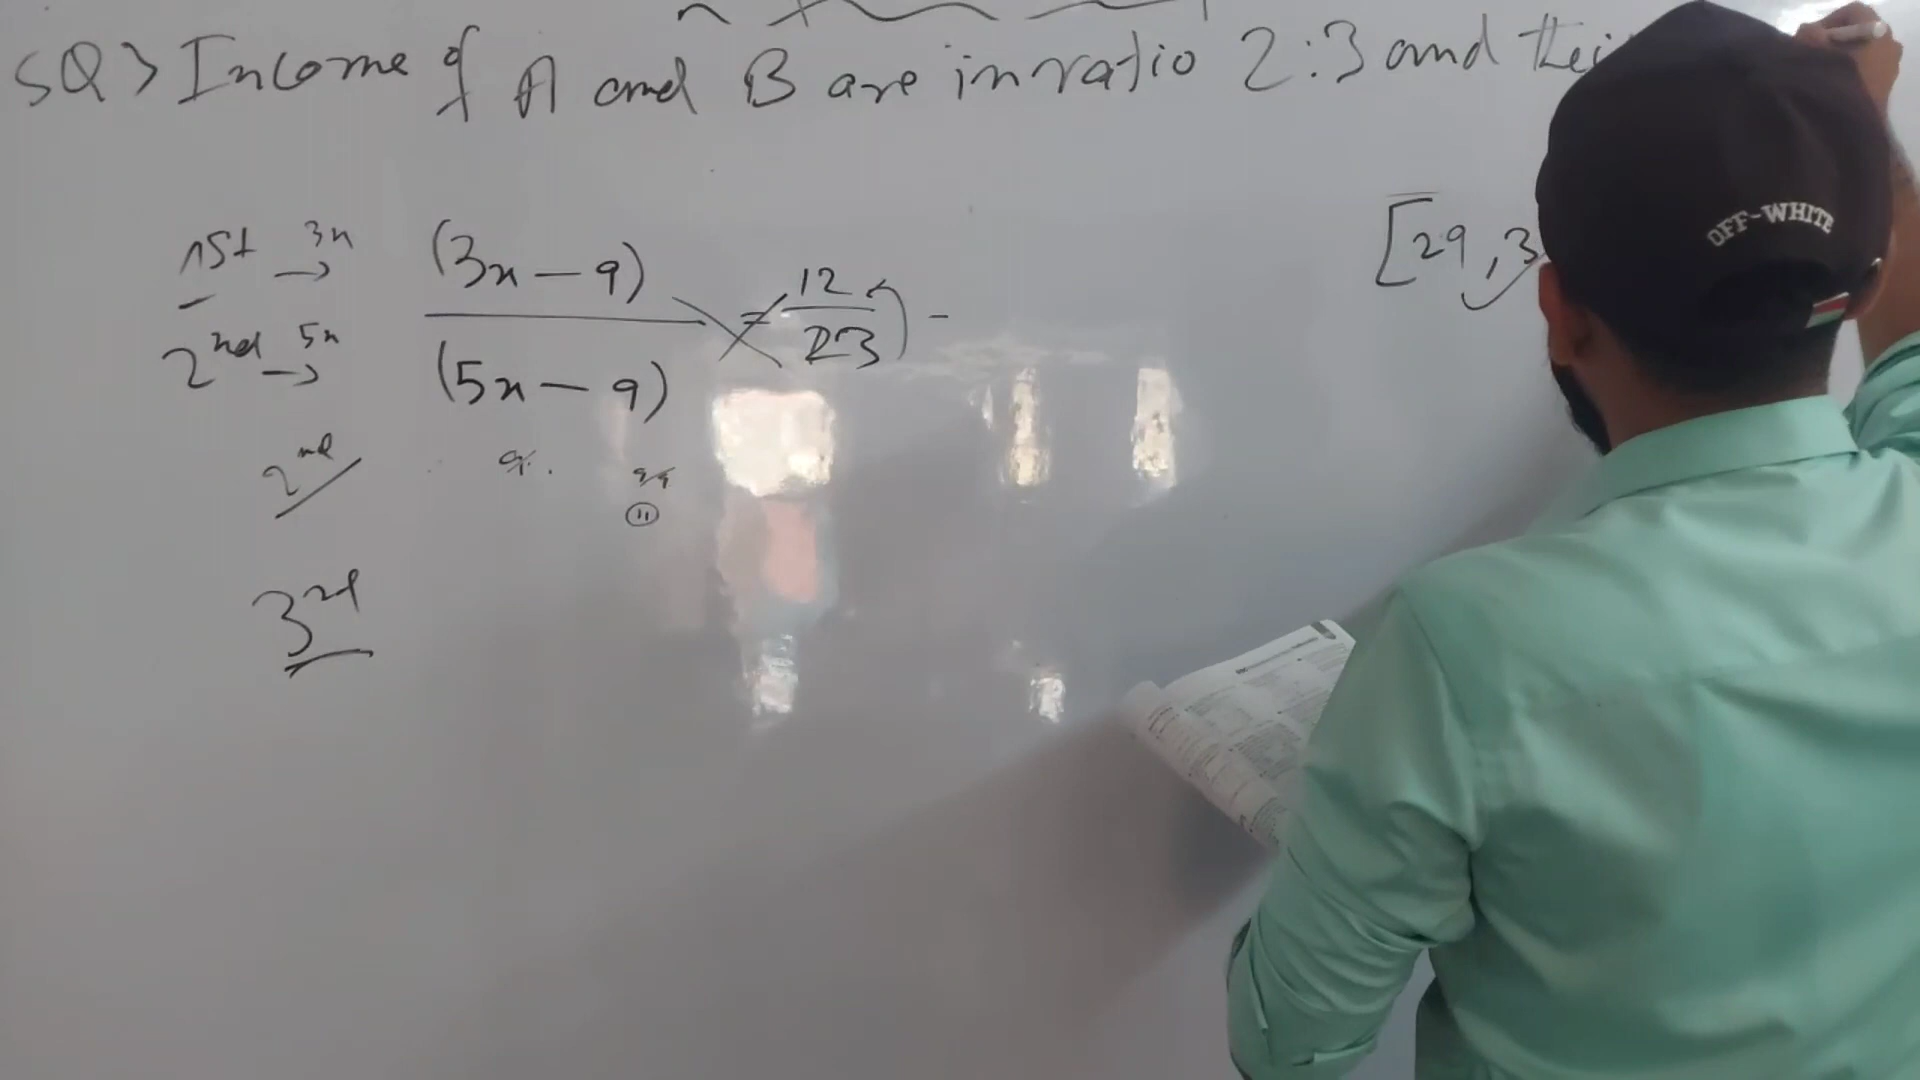 SQ> Income of A and B are in ratio 2:3 and thei
1st → 3x
(3x - 9)
12
[29, 3
OFF-WHITE
=
23
2nd → 5x
(5x - 9)
2nd
11
3rd